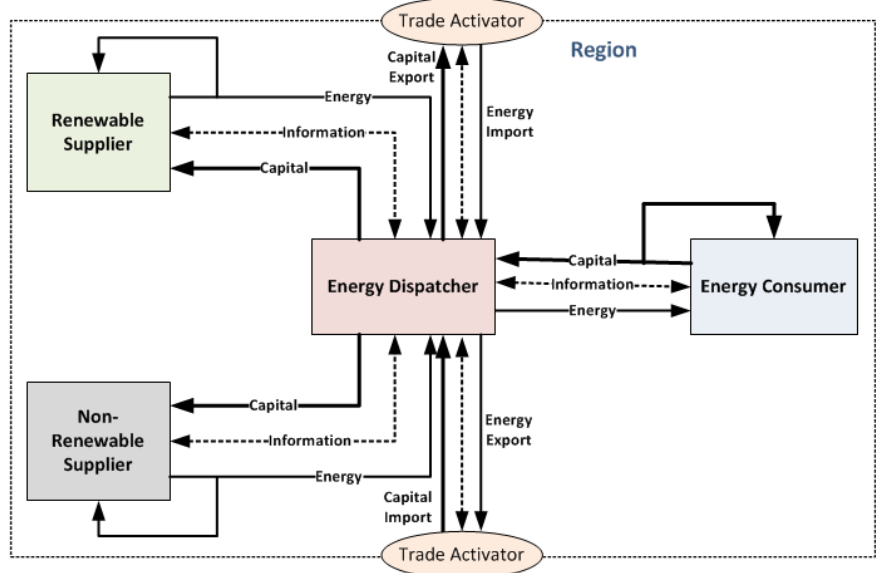 Trade Activator
Region
Capital
Export
Energy
Import
Renewable
Supplier
Energy
Information
Capital
Energy Dispatcher
Capital
Information
Energy
Energy Consumer
Non-
Renewable
Supplier
Capital
Information
Energy
Energy
Export
Capital
Import
Trade Activator